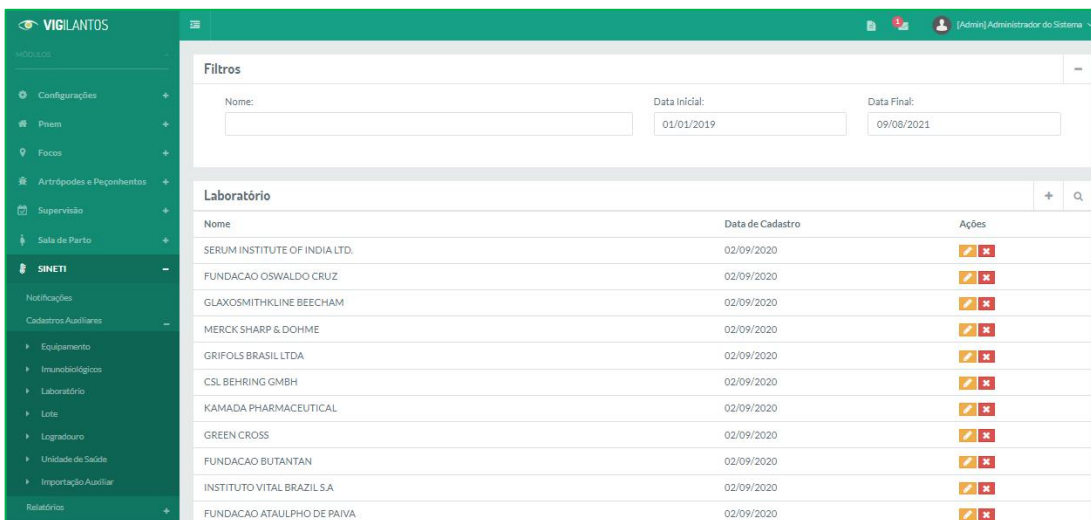 VIGILANTOS
1
[Admin] Administrador do Sistema
MÓDULOS
Configurações
Pnem
Focos
Artrópodes e Peçonhentos
Supervisão
Sala de Parto
SINETI
Notificações
Cadastros Auxiliares
Equipamento
Imunobiológicos
Laboratório
Lote
Logradouro
Unidade de Saúde
Importação Auxiliar
Relatórios
Filtros
Nome: Data Inicial: Data Final:
01/01/2019 09/08/2021
Laboratório
Nome Data de Cadastro Ações
SERUM INSTITUTE OF INDIA LTD. 02/09/2020
FUNDACAO OSWALDO CRUZ 02/09/2020
GLAXOSMITHKLINE BEECHAM 02/09/2020
MERCK SHARP & DOHME 02/09/2020
GRIFOLS BRASIL LTDA 02/09/2020
CSL BEHRING GMBH 02/09/2020
KAMADA PHARMACEUTICAL 02/09/2020
GREEN CROSS 02/09/2020
FUNDACAO BUTANTAN 02/09/2020
INSTITUTO VITAL BRAZIL S.A 02/09/2020
FUNDACAO ATAULPHO DE PAIVA 02/09/2020